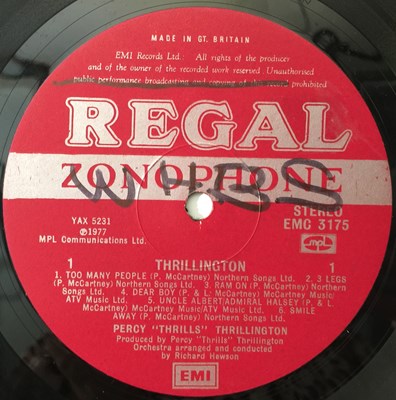 MADE IN GT. BRITAIN
EMI Records Ltd.: All rights of the producer
and of the owner of the recorded work reserved: Unauthorised
public performance broadcasting and copying of this record prohibited
REGAL
ZONOPHONE
W H B S
STEREO
EMC 3175
YAX 5231
℗1977
MPL Communications Ltd.
mpl
THRILLINGTON
1 1
1. TOO MANY PEOPLE (P. McCartney) Northern Songs Ltd. 2. 3 LEGS
(P. McCartney) Northern Songs Ltd. 3. RAM ON (P. McCartney) Northern
Songs Ltd. 4. DEAR BOY (P. & L. McCartney) McCartney Music/
ATV Music Ltd. 5. UNCLE ALBERT/ADMIRAL HALSEY (P. & L.
McCartney) McCartney Music/ATV Music Ltd. 6. SMILE
AWAY (P. McCartney) Northern Songs Ltd.
PERCY "THRILLS" THRILLINGTON
Produced by Percy "Thrills" Thrillington
Orchestra arranged and conducted
by Richard Hewson
EMI